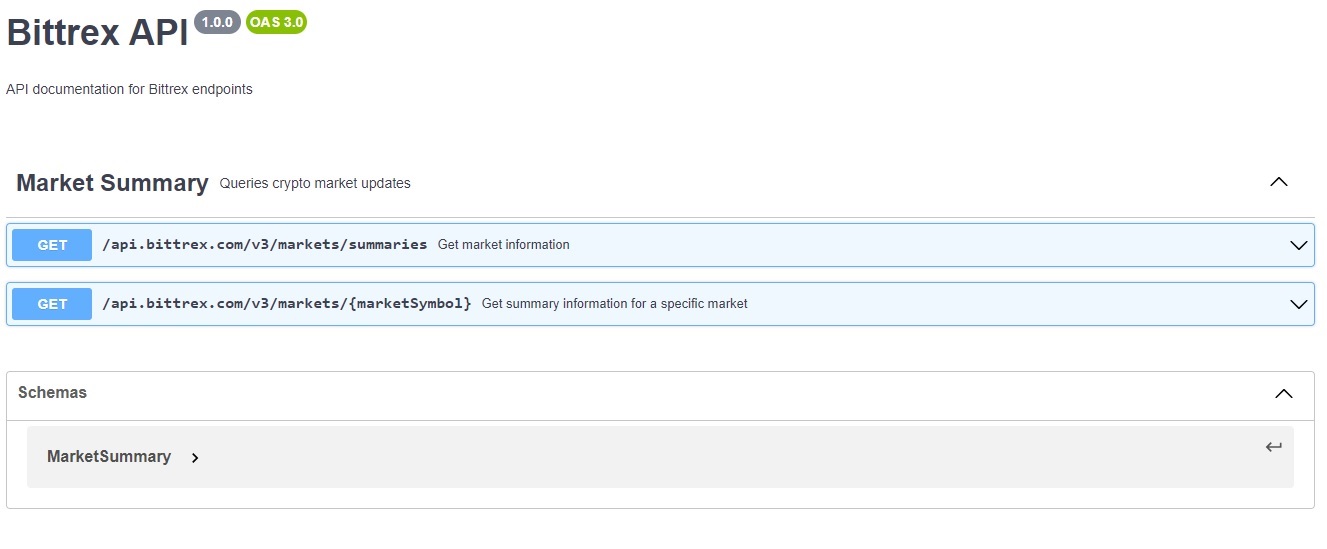 Bittrex API 1.0.0 OAS 3.0
API documentation for Bittrex endpoints
Market Summary Queries crypto market updates
GET /api.bittrex.com/v3/markets/summaries Get market information
GET /api.bittrex.com/v3/markets/{marketSymbol} Get summary information for a specific market
Schemas
MarketSummary